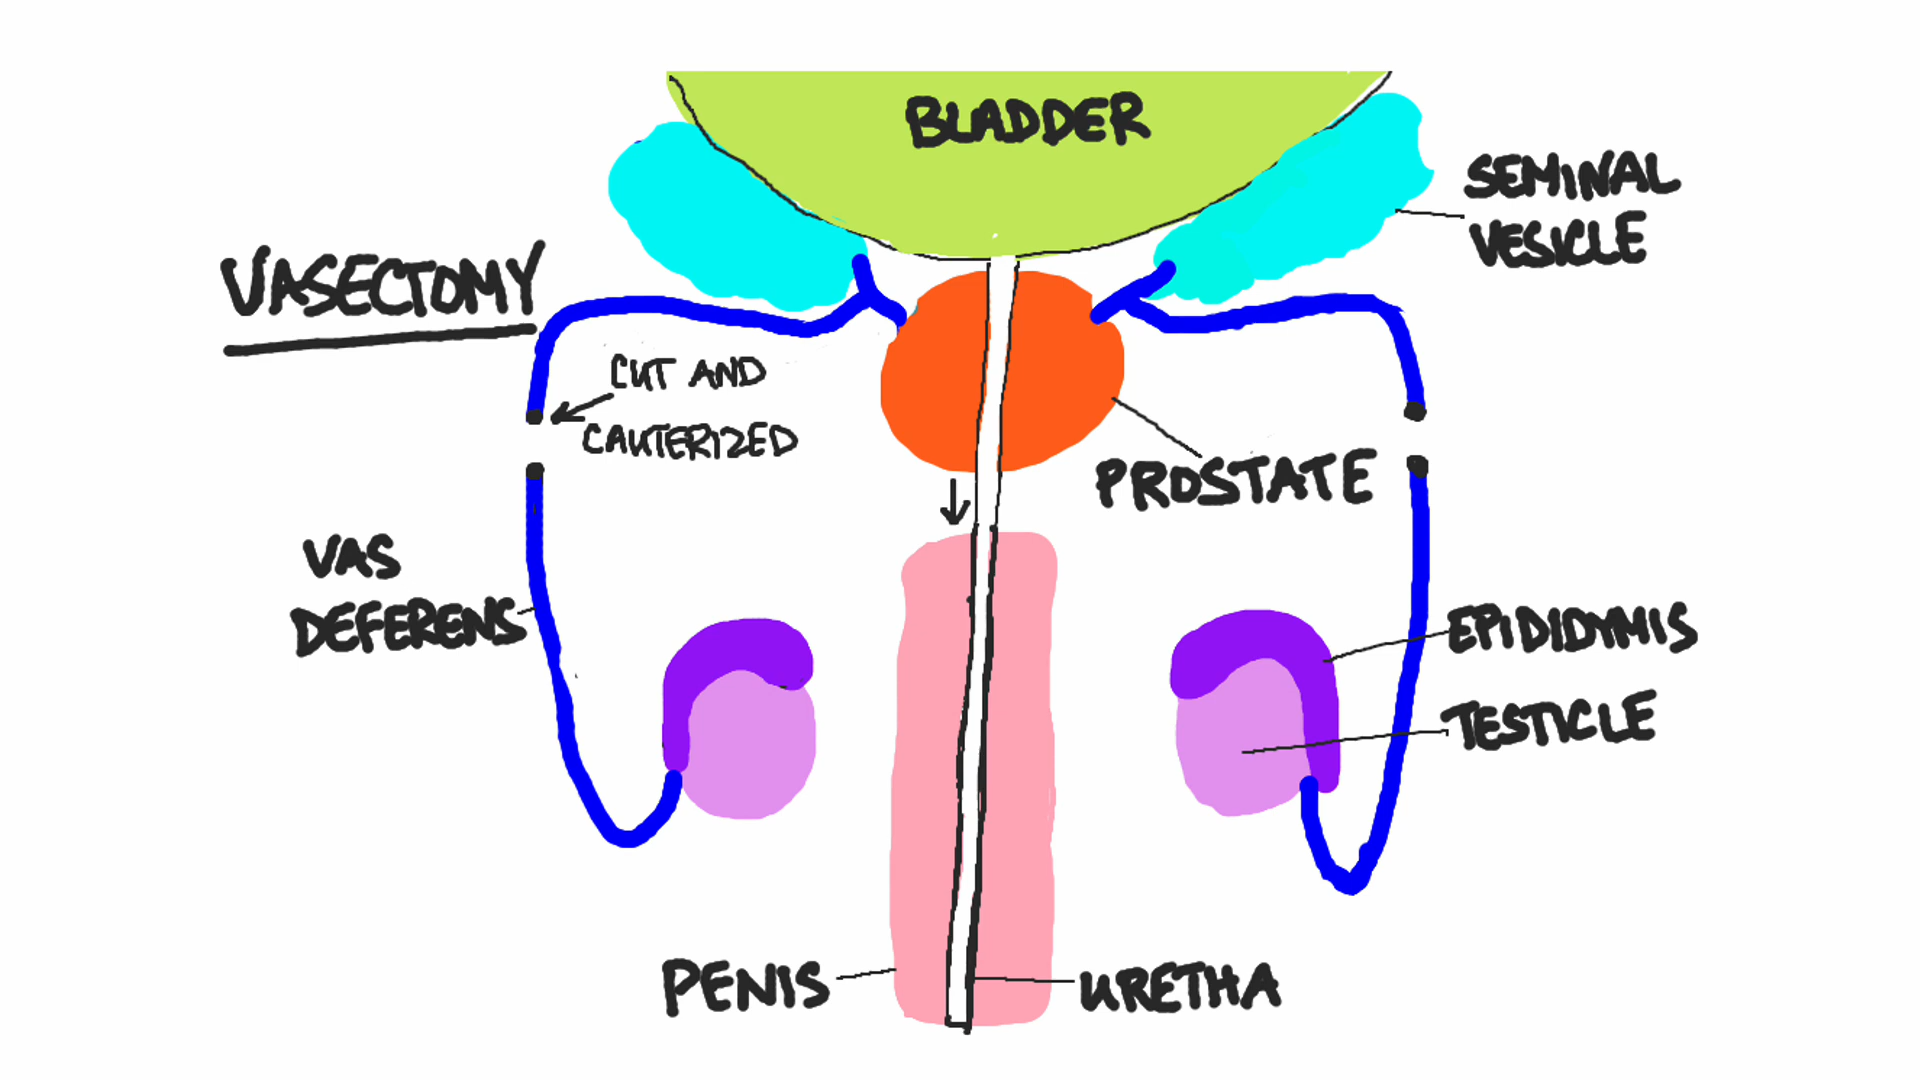 BLADDER
SEMINAL
VESICLE
VASECTOMY
CUT AND
CAUTERIZED
PROSTATE
VAS
DEFERENS
EPIDIDYMIS
TESTICLE
PENIS
URETHA